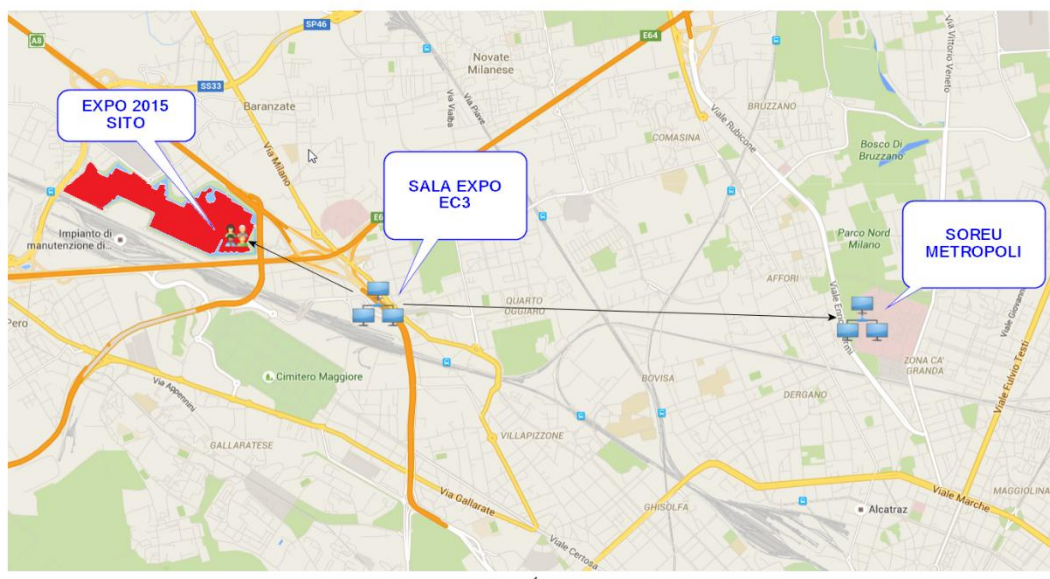 SP46
A8
E64
Via Vittorio Veneto
Novate
Milanese
SS33
Baranzate
Via Vialba
Via Piave
Viale Rubicone
BRUZZANO
EXPO 2015
SITO
COMASINA
Bosco Di
Bruzzano
Via Milano
SALA EXPO
EC3
Impianto di
manutenzione di...
Parco Nord
Milano
SOREU
METROPOLI
AFFORI
QUARTO
OGGIARO
Viale Giovanni
Pero
ZONA CA'
GRANDA
Viale Fulvio Testi
Cimitero Maggiore
BOVISA
Via Appennini
DERGANO
VILLAPIZZONE
GALLARATESE
Via Gallarate
MAGGIOLINA
Viale Marche
GHISOLFA
Alcatraz
Viale Certosa